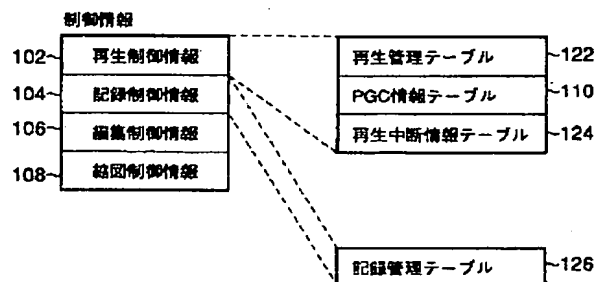 制御情報
102 再生制御情報
104 記録制御情報
106 編集制御情報
108 縮図制御情報
再生管理テーブル 122
PGC情報テーブル 110
再生中断情報テーブル 124
記録管理テーブル 126